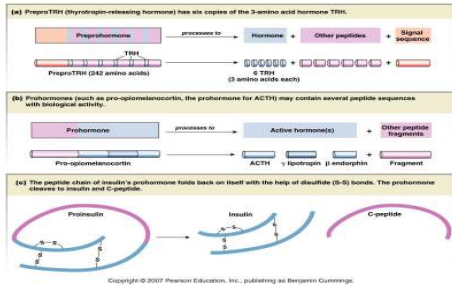 (a) PreproTRH (thyrotropin-releasing hormone) has six copies of the 3-amino acid hormone TRH.
Preprohormone
processes to
Hormone + Other peptides + Signal sequence
TRH
PreproTRH (242 amino acids)
6 TRH
(3 amino acids each)
(b) Prohormones (such as pro-opiomelanocortin, the prohormone for ACTH) may contain several peptide sequences
with biological activity.
Prohormone
processes to
Active hormone(s) + Other peptide fragments
Pro-opiomelanocortin
ACTH γ lipotropin β endorphin Fragment
(c) The peptide chain of insulin's prohormone folds back on itself with the help of disulfide (S-S) bonds. The prohormone
cleaves to insulin and C-peptide.
Proinsulin
Insulin
C-peptide
S S
S S
S S
S S
S S
S S
Copyright © 2007 Pearson Education, Inc., publishing as Benjamin Cummings.